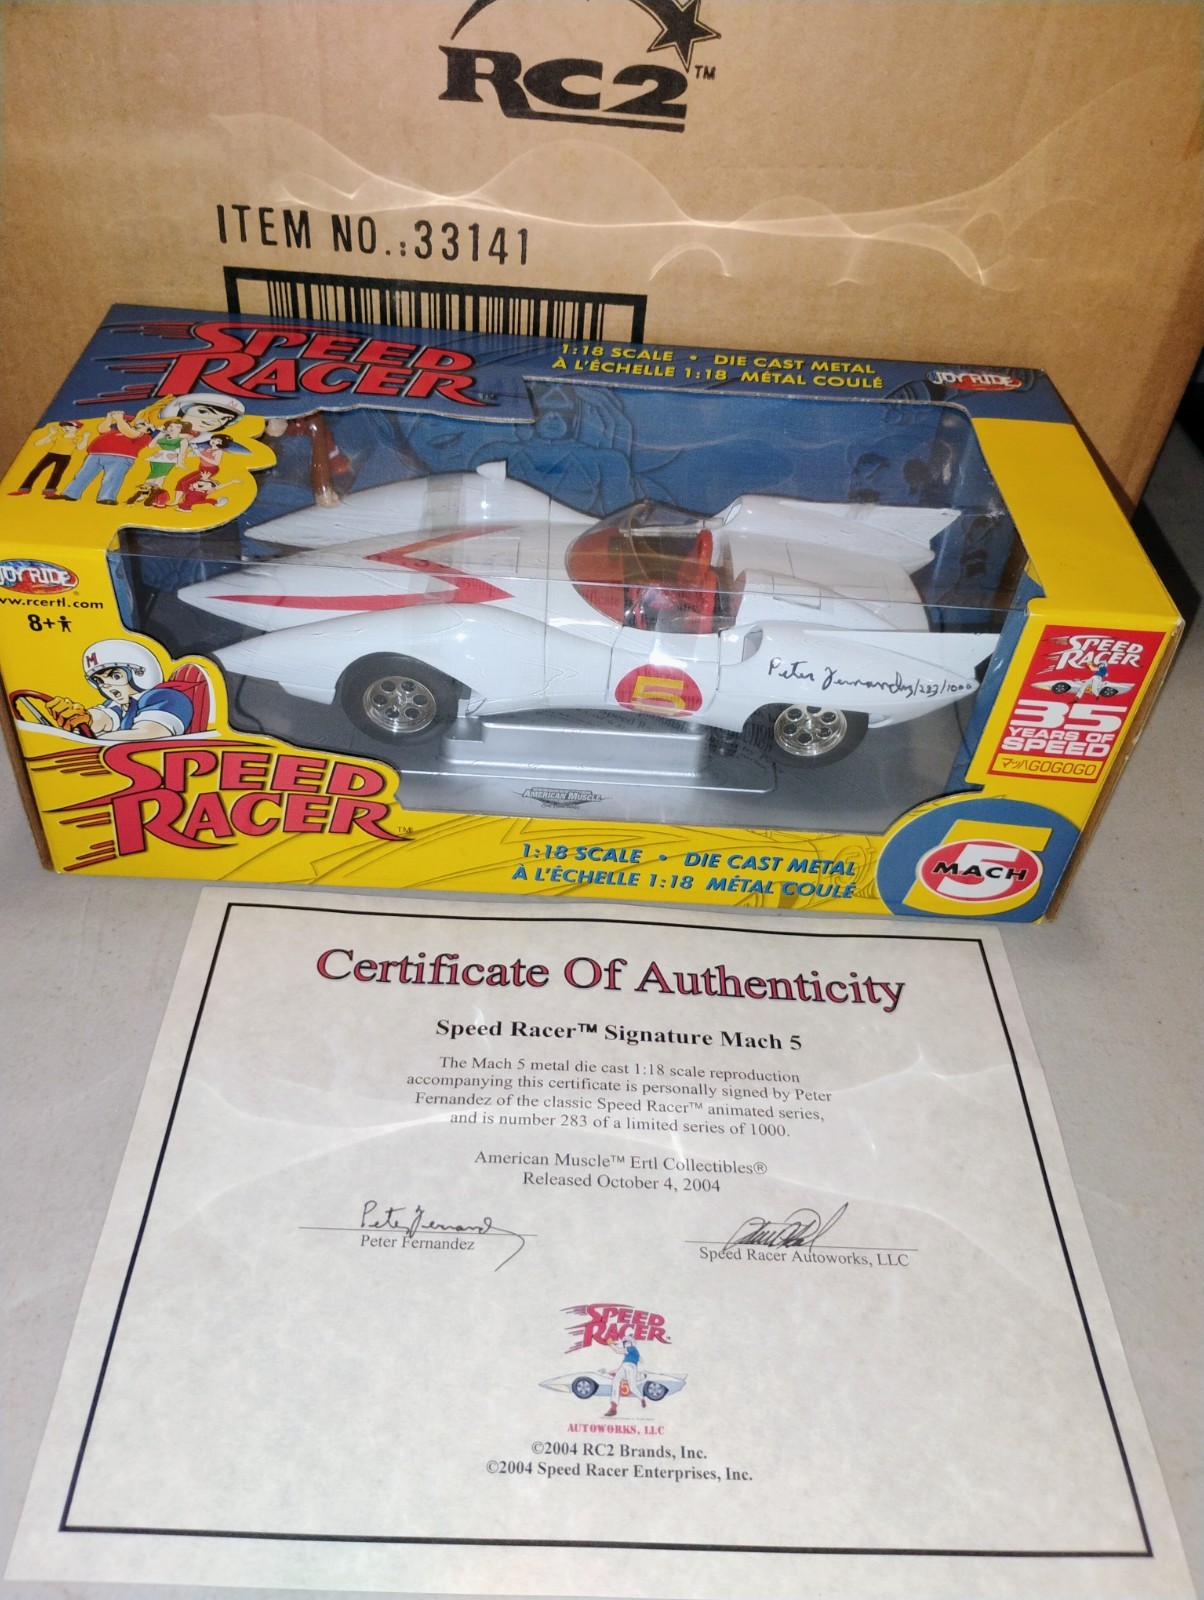 RC2™
ITEM NO.:33141
SPEED
RACER
1:18 SCALE • DIE CAST METAL
À L'ÉCHELLE 1:18 MÉTAL COULÉ
JOYRIDE
JOYRIDE
www.rcertl.com
8+
M
5
Peter Fernandez/283/1000
SPEED
RACER
35
YEARS OF
SPEED
マッハGOGOGO
AMERICAN MUSCLE
SPEED
RACER™
1:18 SCALE • DIE CAST METAL
À L'ÉCHELLE 1:18 MÉTAL COULÉ
5
MACH
Certificate Of Authenticity
Speed Racer™ Signature Mach 5
The Mach 5 metal die cast 1:18 scale reproduction
accompanying this certificate is personally signed by Peter
Fernandez of the classic Speed Racer™ animated series,
and is number 283 of a limited series of 1000.
American Muscle™ Ertl Collectibles®
Released October 4, 2004
Peter Fernandez
Peter Fernandez
Speed Racer Autoworks, LLC
SPEED
RACER
5
AUTOWORKS, LLC
©2004 RC2 Brands, Inc.
©2004 Speed Racer Enterprises, Inc.